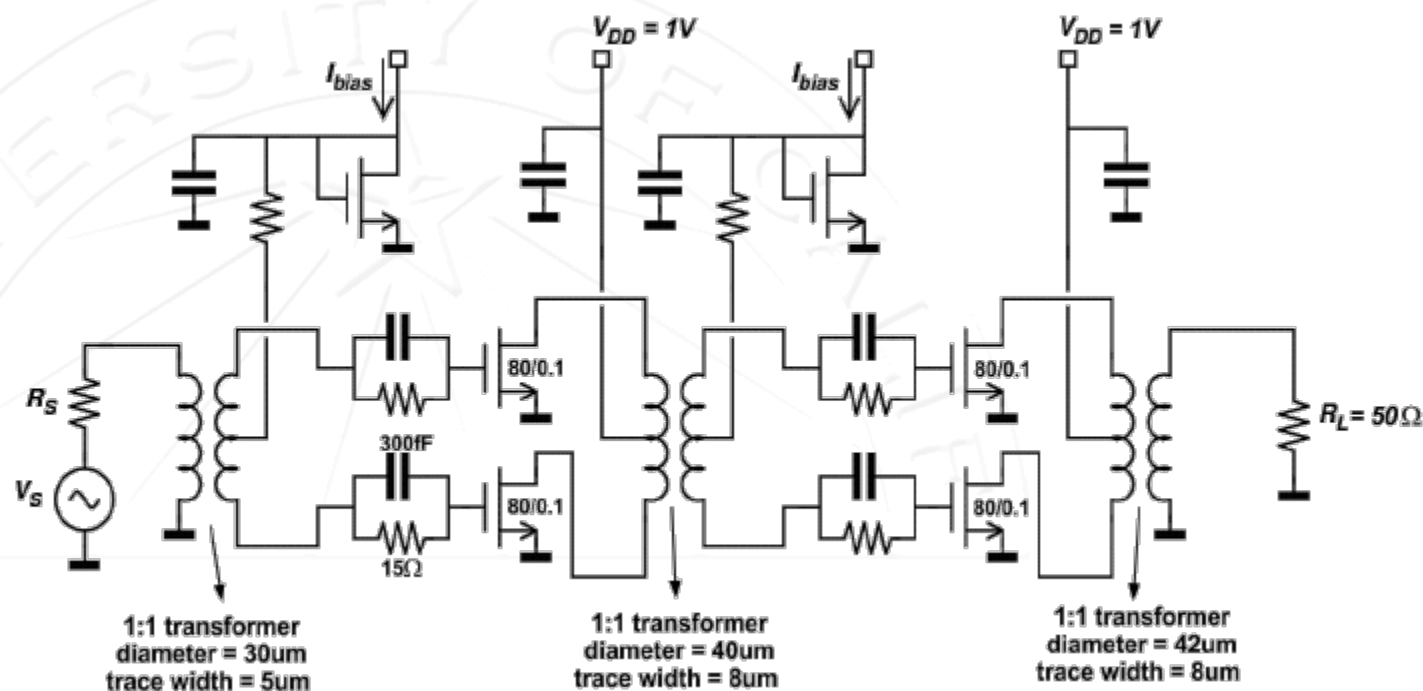 ERSITY OF
V_DD = 1V
V_DD = 1V
I_bias
I_bias
80/0.1
80/0.1
R_S
R_L = 50Ω
300fF
V_S
80/0.1
80/0.1
15Ω
1:1 transformer
diameter = 30um
trace width = 5um
1:1 transformer
diameter = 40um
trace width = 8um
1:1 transformer
diameter = 42um
trace width = 8um